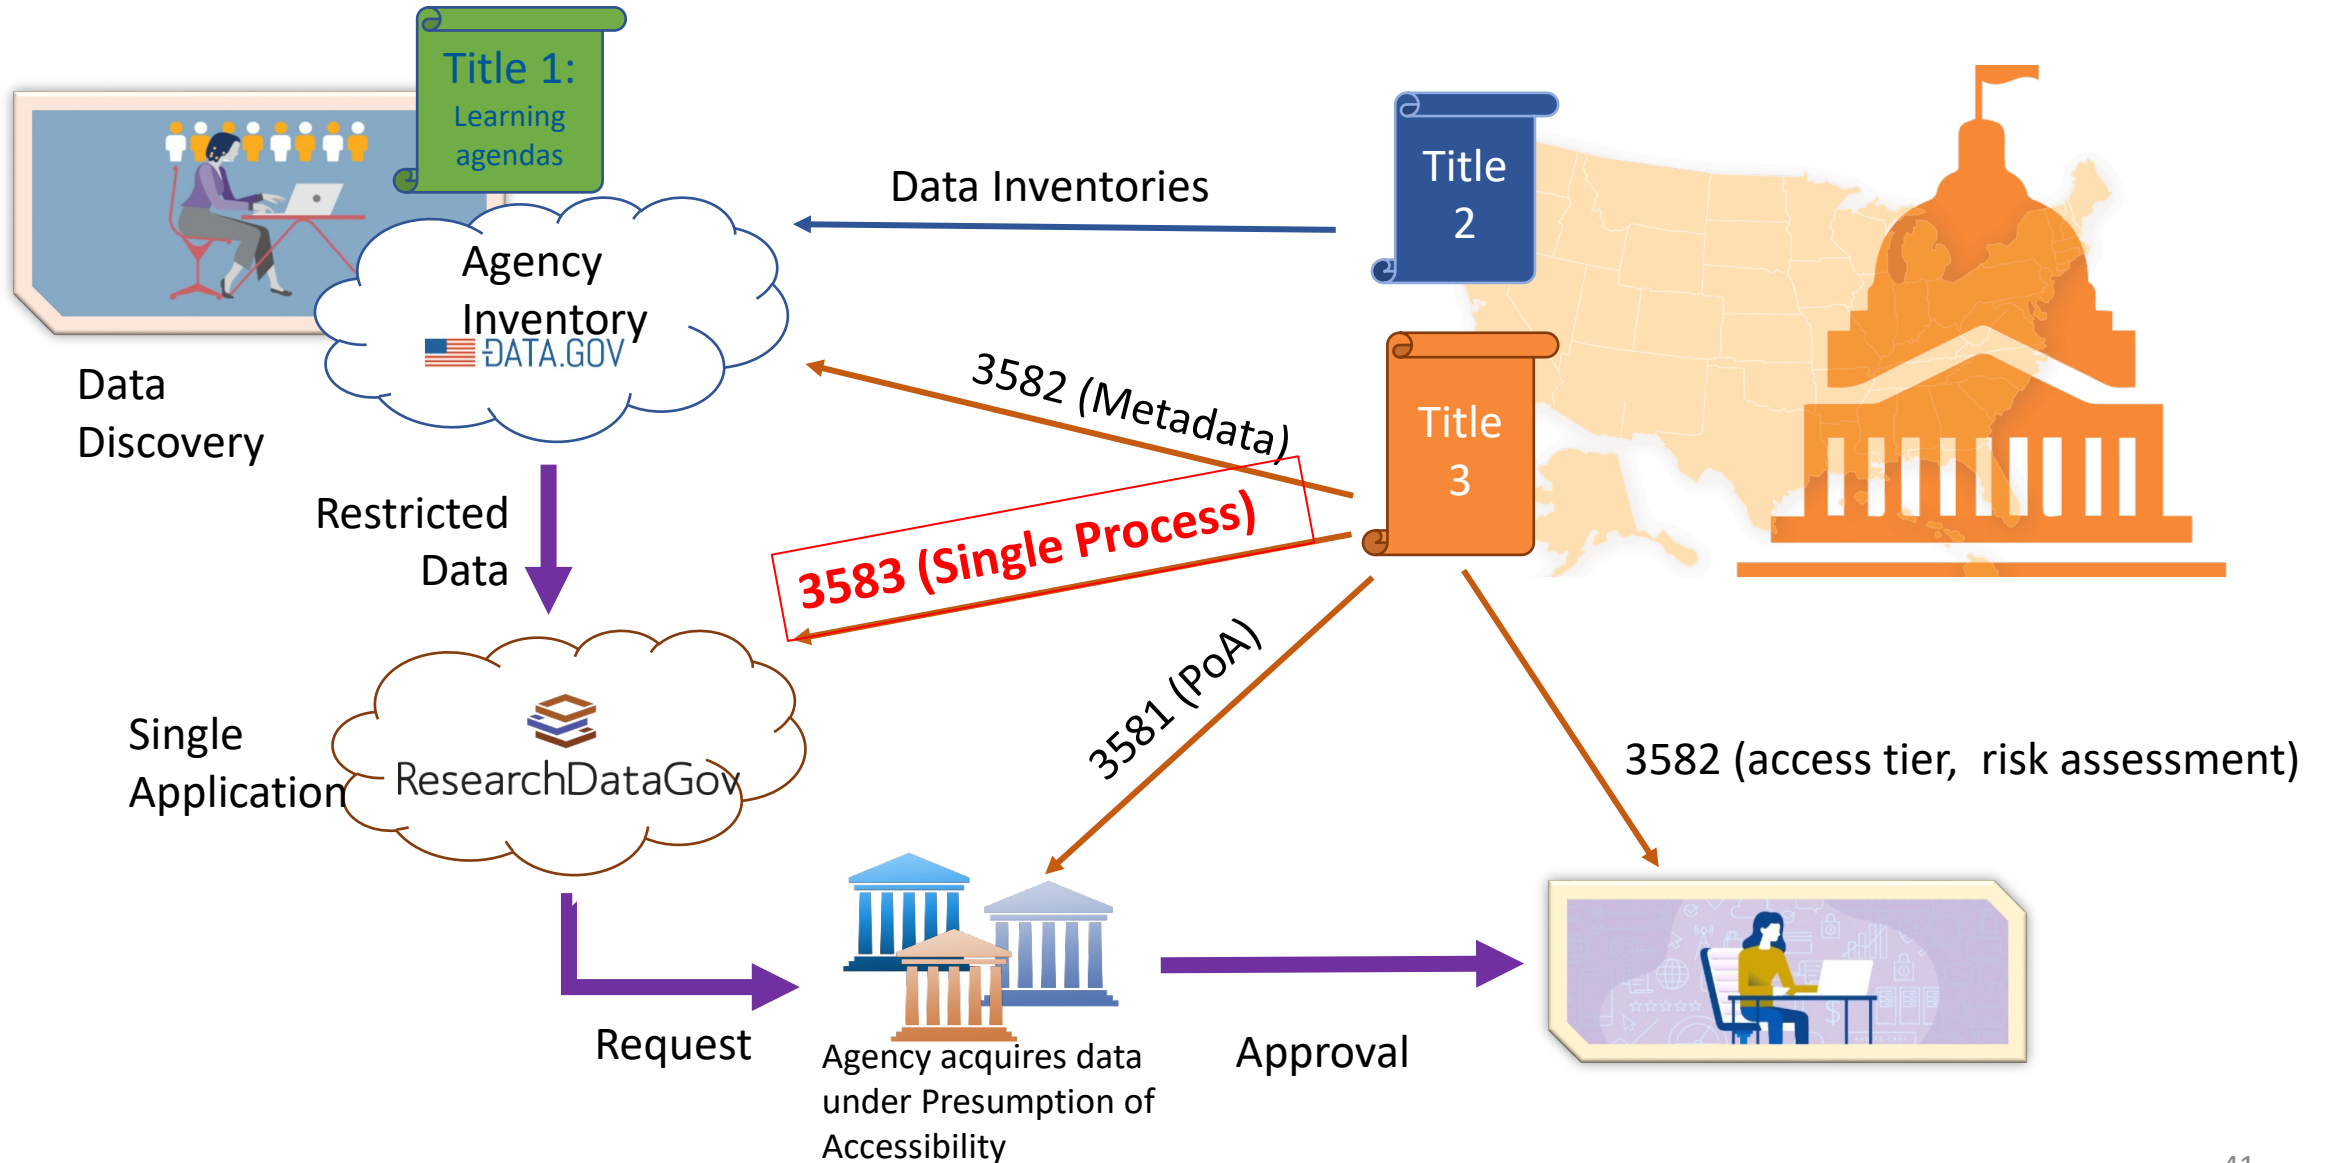 Title 1:
Learning
agendas
Title
2
Data Inventories
Agency
Inventory
DATA.GOV
Data
Discovery
3582 (Metadata)
Title
3
Restricted
Data
3583 (Single Process)
3581 (PoA)
3582 (access tier, risk assessment)
Single
Application
ResearchDataGov
Request
Agency acquires data
under Presumption of
Accessibility
Approval
41